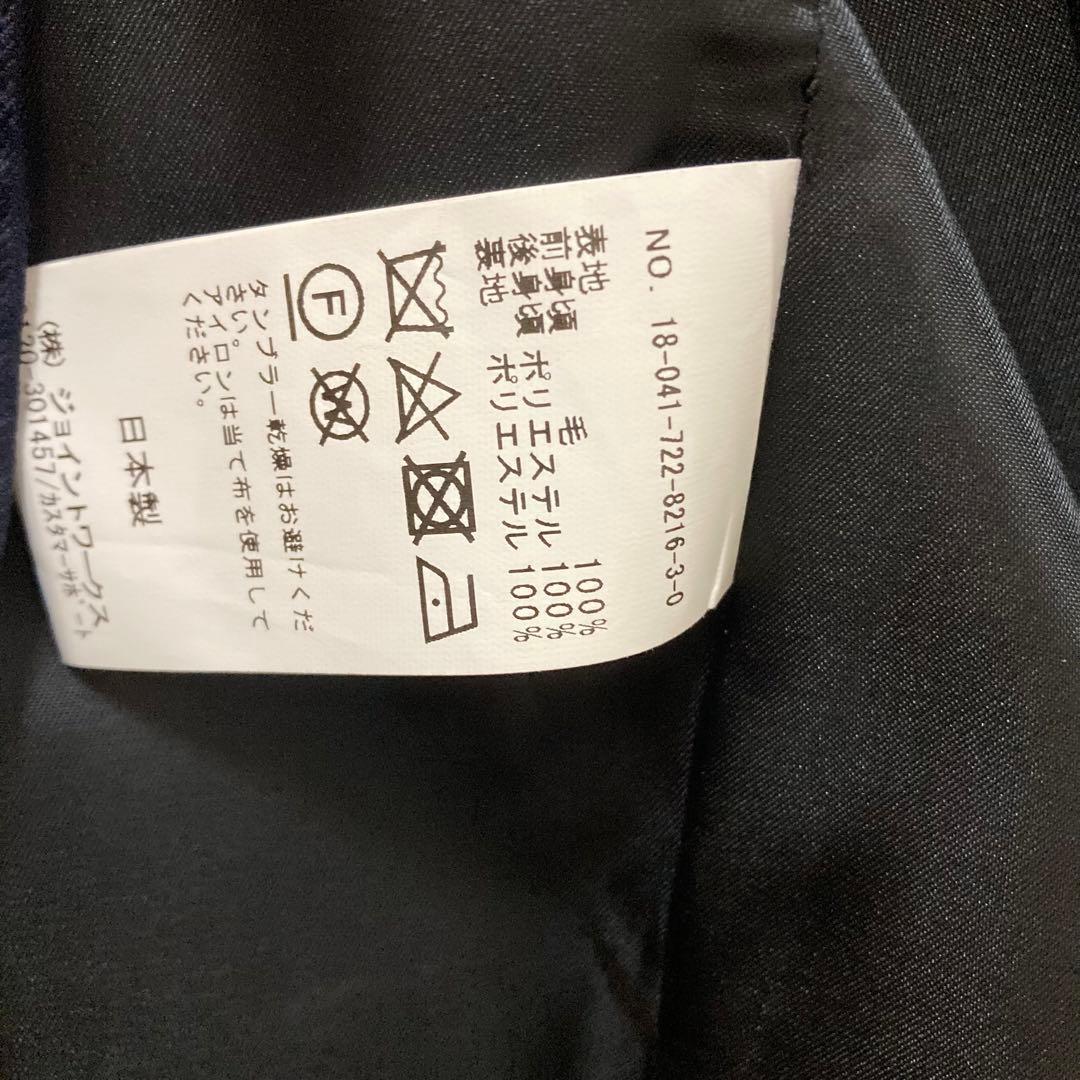 NO. 18-041-722-8216-3-0
表地
前身頃 毛 100%
後身頃 ポリエステル 100%
裏地 ポリエステル 100%
F W
タンブラー乾燥はお避けくだ
さい。
アイロンは当て布を使用して
ください。
日本製
(株) ジョイントワークス
120-301457/カスタマーサポート